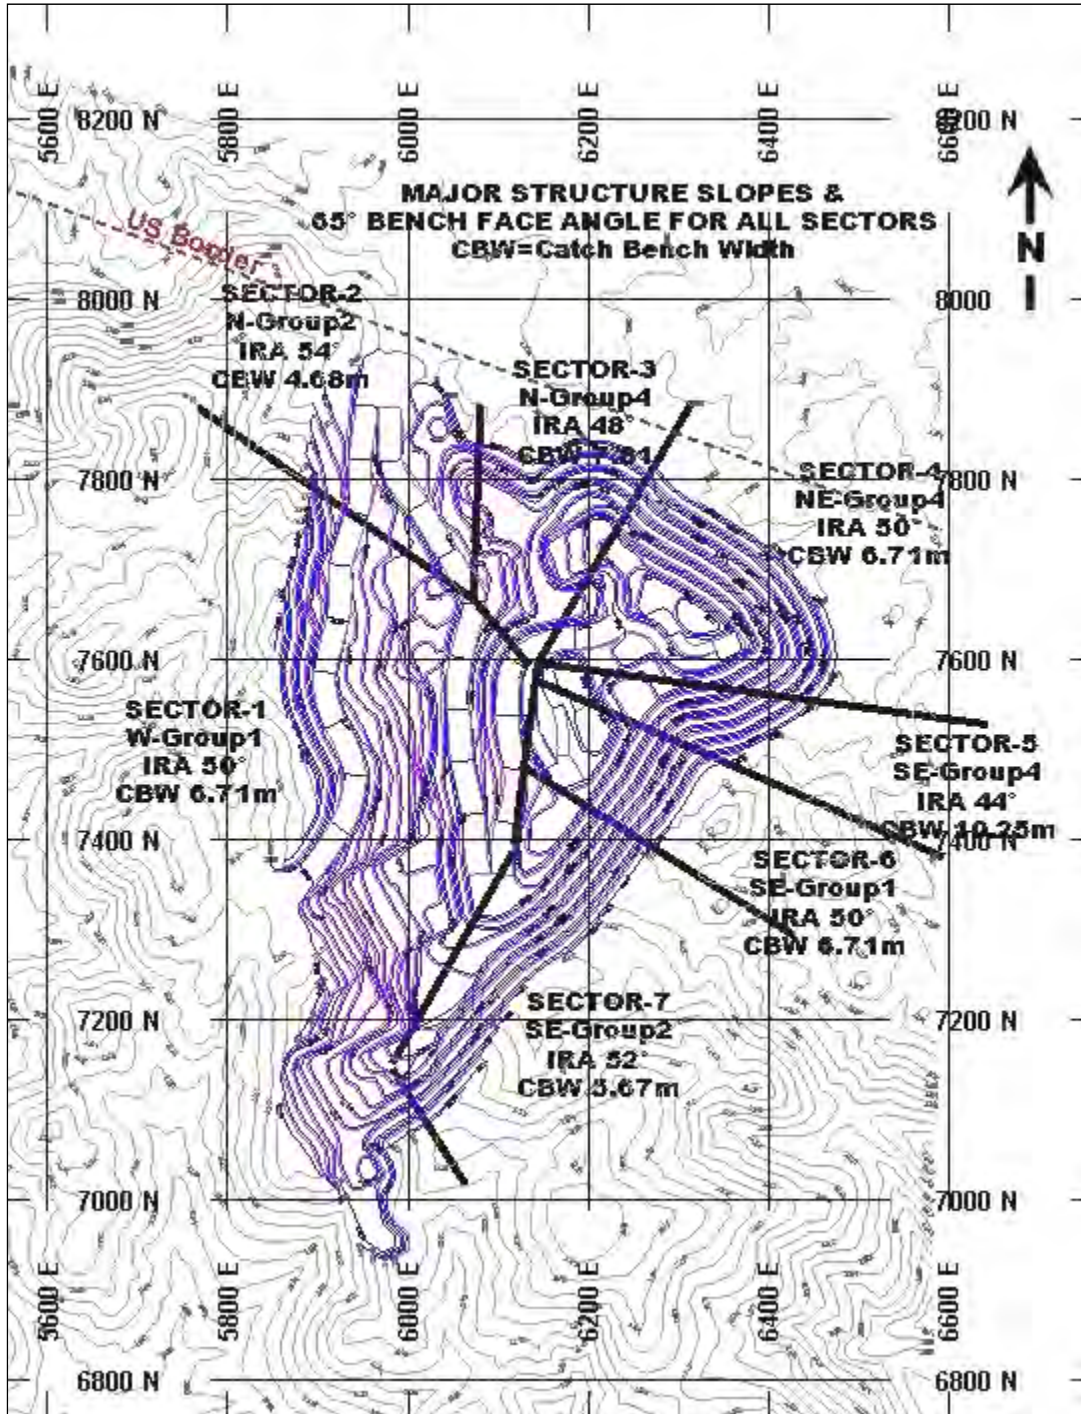 5600 E
5800 E
6000 E
6200 E
6400 E
6600 E
8200 N
8200 N
MAJOR STRUCTURE SLOPES &
65° BENCH FACE ANGLE FOR ALL SECTORS
CBW=Catch Bench Width
N
US Border
8000 N
8000
SECTOR-2
N-Group2
IRA 54°
CBW 4.68m
SECTOR-3
N-Group4
IRA 48°
CBW
7800 N
7800 N
SECTOR-4
NE-Group4
IRA 50°
CBW 6.71m
7600 N
7600 N
SECTOR-1
W-Group1
IRA 50°
CBW 6.71m
SECTOR-5
SE-Group4
IRA 44°
CBW 10.25m
7400 N
7400 N
SECTOR-6
SE-Group1
IRA 50°
CBW 6.71m
7200 N
7200 N
SECTOR-7
SE-Group2
IRA 52°
CBW 5.67m
7000 N
7000 N
5600 E
5800 E
6000 E
6200 E
6400 E
6600 E
6800 N
6800 N